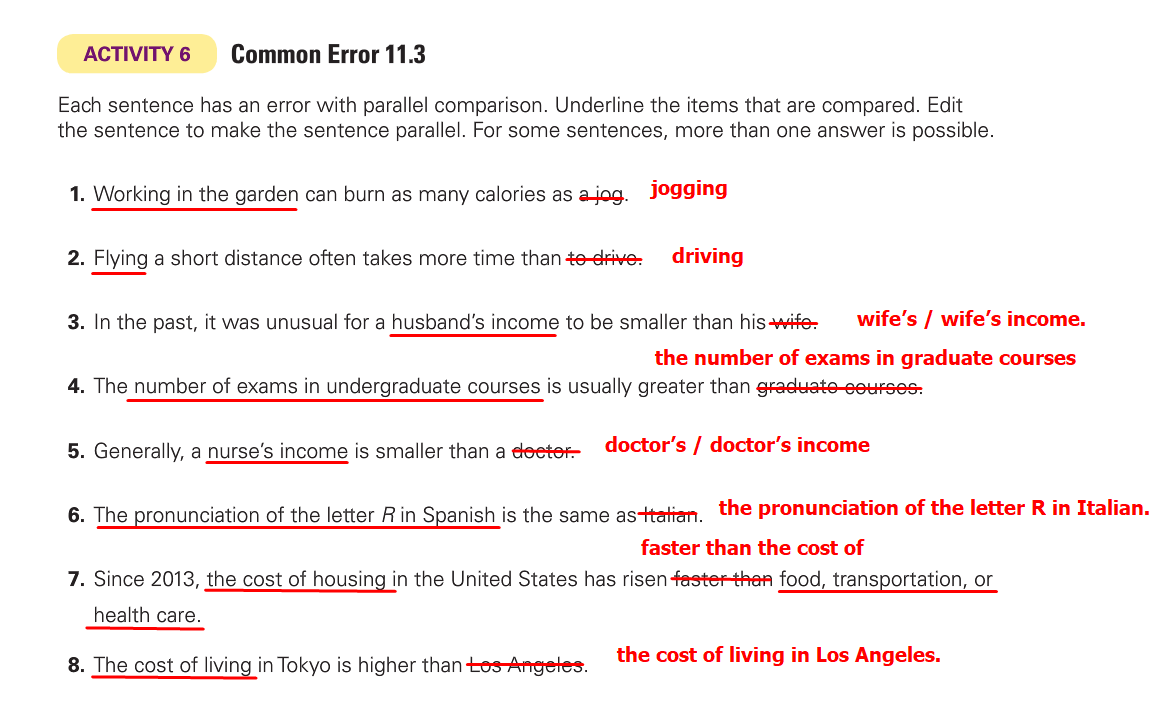 ACTIVITY 6 Common Error 11.3
Each sentence has an error with parallel comparison. Underline the items that are compared. Edit
the sentence to make the sentence parallel. For some sentences, more than one answer is possible.
1. Working in the garden can burn as many calories as a jog. jogging
2. Flying a short distance often takes more time than to drive. driving
3. In the past, it was unusual for a husband's income to be smaller than his wife. wife's / wife's income.
the number of exams in graduate courses
4. The number of exams in undergraduate courses is usually greater than graduate courses.
5. Generally, a nurse's income is smaller than a doctor. doctor's / doctor's income
6. The pronunciation of the letter R in Spanish is the same as Italian. the pronunciation of the letter R in Italian.
faster than the cost of
7. Since 2013, the cost of housing in the United States has risen faster than food, transportation, or
health care.
8. The cost of living in Tokyo is higher than Los Angeles. the cost of living in Los Angeles.